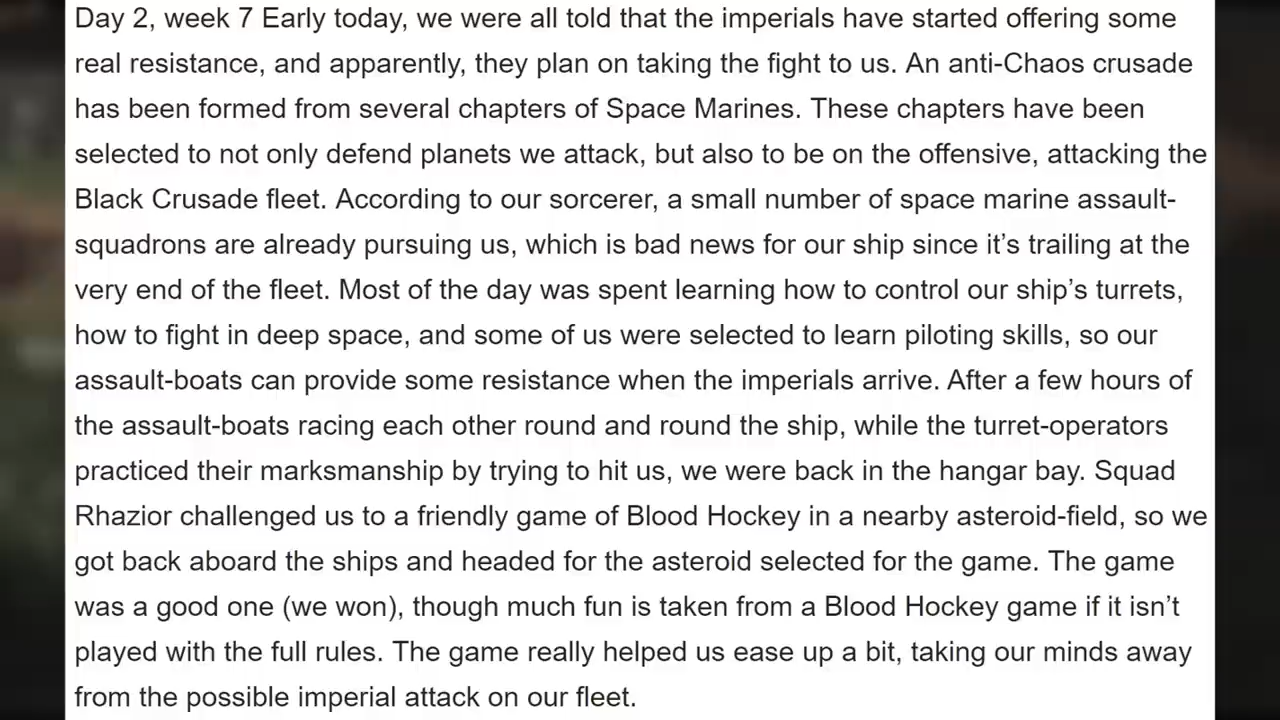 Day 2, week 7 Early today, we were all told that the imperials have started offering some
real resistance, and apparently, they plan on taking the fight to us. An anti-Chaos crusade
has been formed from several chapters of Space Marines. These chapters have been
selected to not only defend planets we attack, but also to be on the offensive, attacking the
Black Crusade fleet. According to our sorcerer, a small number of space marine assault-
squadrons are already pursuing us, which is bad news for our ship since it’s trailing at the
very end of the fleet. Most of the day was spent learning how to control our ship’s turrets,
how to fight in deep space, and some of us were selected to learn piloting skills, so our
assault-boats can provide some resistance when the imperials arrive. After a few hours of
the assault-boats racing each other round and round the ship, while the turret-operators
practiced their marksmanship by trying to hit us, we were back in the hangar bay. Squad
Rhazior challenged us to a friendly game of Blood Hockey in a nearby asteroid-field, so we
got back aboard the ships and headed for the asteroid selected for the game. The game
was a good one (we won), though much fun is taken from a Blood Hockey game if it isn’t
played with the full rules. The game really helped us ease up a bit, taking our minds away
from the possible imperial attack on our fleet.